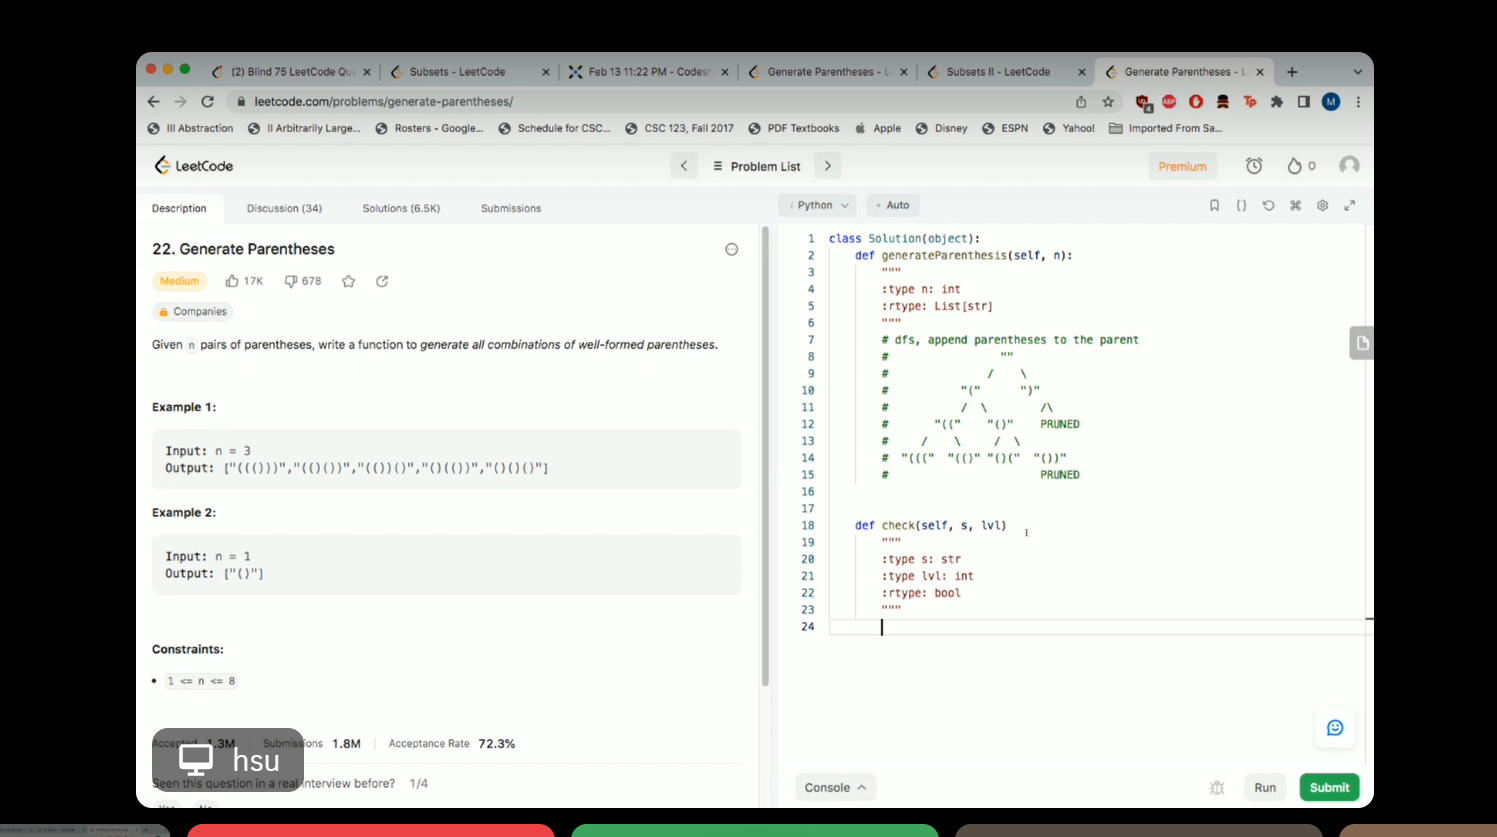 (2) Blind 75 LeetCode Que
Subsets - LeetCode
Feb 13 11:22 PM - Codesh
Generate Parentheses - L
Subsets II - LeetCode
Generate Parentheses - L
leetcode.com/problems/generate-parentheses/
4
ABP
Tp
M
III Abstraction
II Arbitrarily Large...
Rosters - Google...
Schedule for CSC...
CSC 123, Fall 2017
PDF Textbooks
Apple
Disney
ESPN
Yahoo!
Imported From Sa...
LeetCode
Problem List
Premium
0
Description
Discussion (34)
Solutions (6.5K)
Submissions
22. Generate Parentheses
Medium
17K
678
Companies
Given n pairs of parentheses, write a function to generate all combinations of well-formed parentheses.
Example 1:
Input: n = 3
Output: ["((()))","(()())","(())()","()(())","()()()"]
Example 2:
Input: n = 1
Output: ["()"]
Constraints:
• 1 <= n <= 8
Accepted 1.3M
Submissions 1.8M
Acceptance Rate 72.3%
Seen this question in a real interview before? 1/4
Yes No
hsu
i Python
Auto
1 class Solution(object):
2 def generateParenthesis(self, n):
3 """
4 :type n: int
5 :rtype: List[str]
6 """
7 # dfs, append parentheses to the parent
8 # ""
9 # / \
10 # "(" ")"
11 # / \ /\
12 # "((" "()" PRUNED
13 # / \ / \
14 # "(((" "(()" "()(" "())"
15 # PRUNED
16
17
18 def check(self, s, lvl)
19 """
20 :type s: str
21 :type lvl: int
22 :rtype: bool
23 """
24
Console
Run
Submit